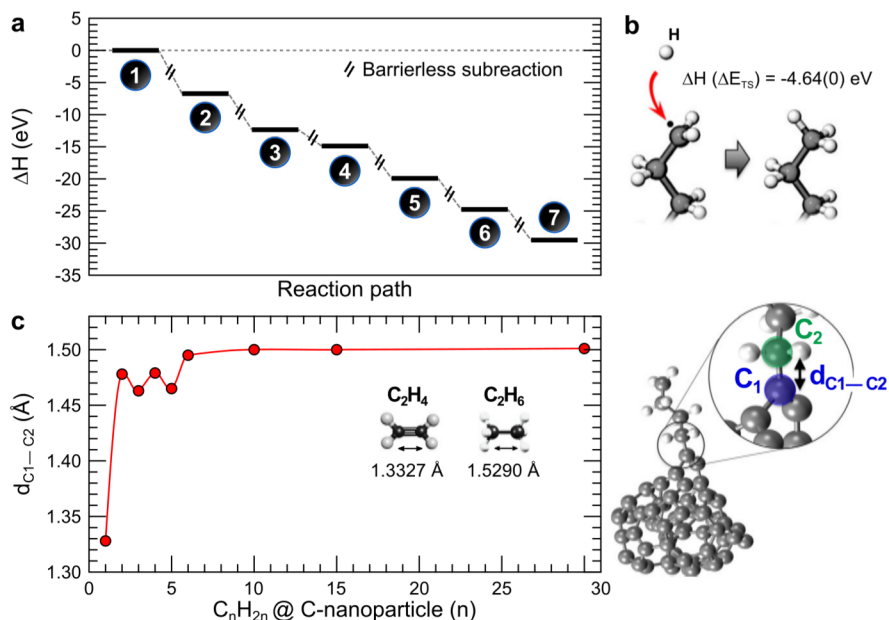 a
5
0
-5
-10
-15
-20
-25
-30
-35
ΔH (eV)
1
2
3
4
5
6
7
Barrierless subreaction
Reaction path
b
H
ΔH (ΔE_TS) = -4.64(0) eV
c
1.50
1.45
1.40
1.35
1.30
d_C1—C2 (Å)
C₂H₄
C₂H₆
1.3327 Å
1.5290 Å
0
5
10
15
20
25
30
CₙH₂ₙ @ C-nanoparticle (n)
C₂
C₁
d_C1—C2